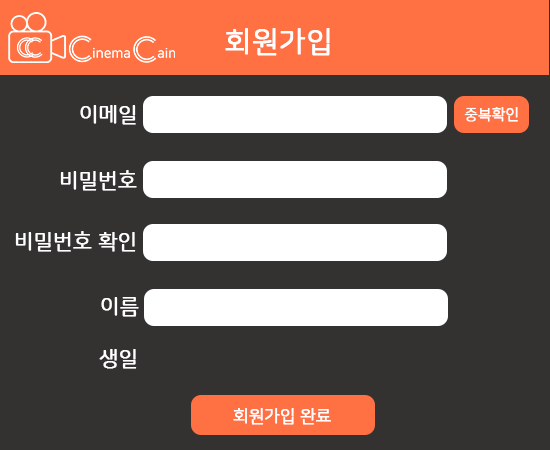 CC Cinema Cain
회원가입
이메일
중복확인
비밀번호
비밀번호 확인
이름
생일
회원가입 완료